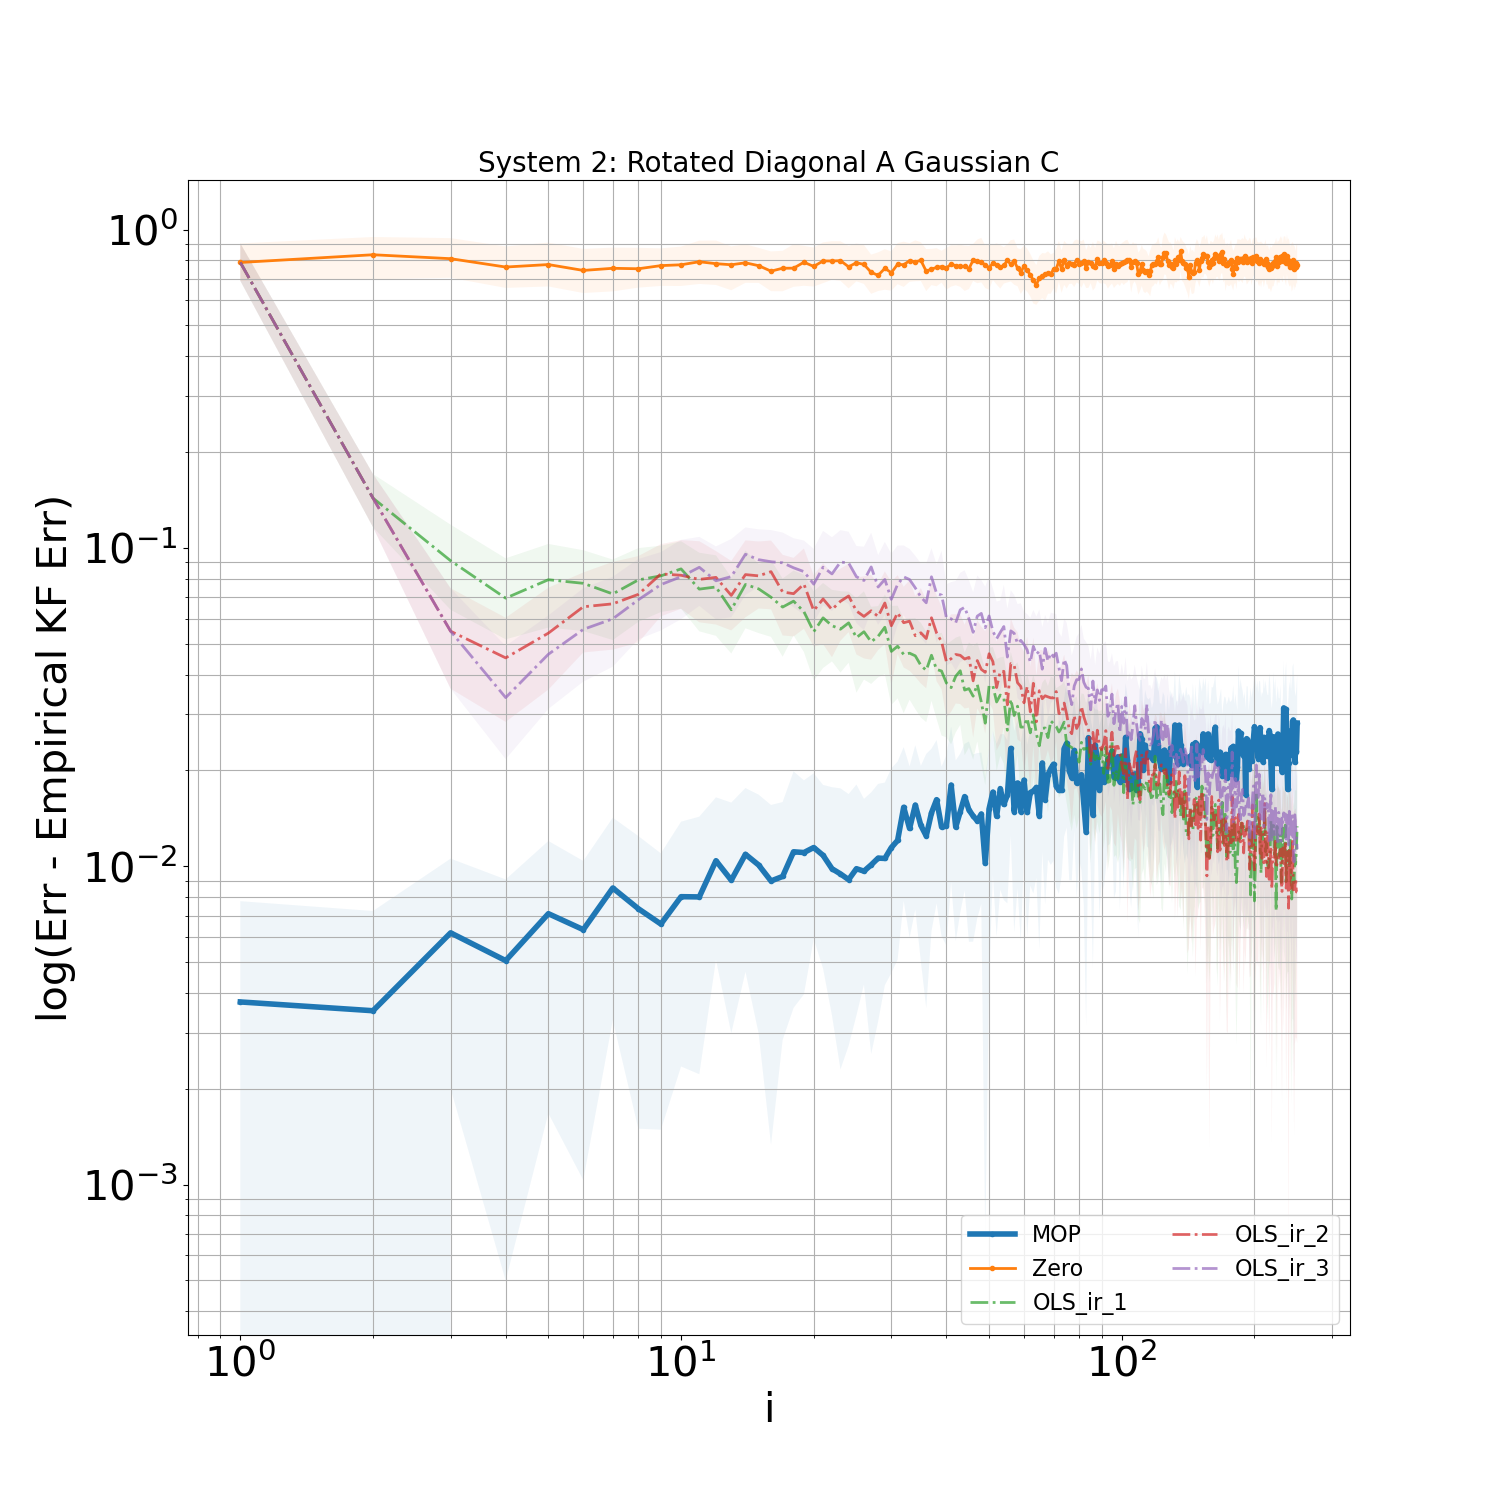 System 2: Rotated Diagonal A Gaussian C
log(Err - Empirical KF Err)
10⁰
10⁻¹
10⁻²
10⁻³
10⁰ 10¹ 10²
i
MOP
Zero
OLS_ir_1
OLS_ir_2
OLS_ir_3